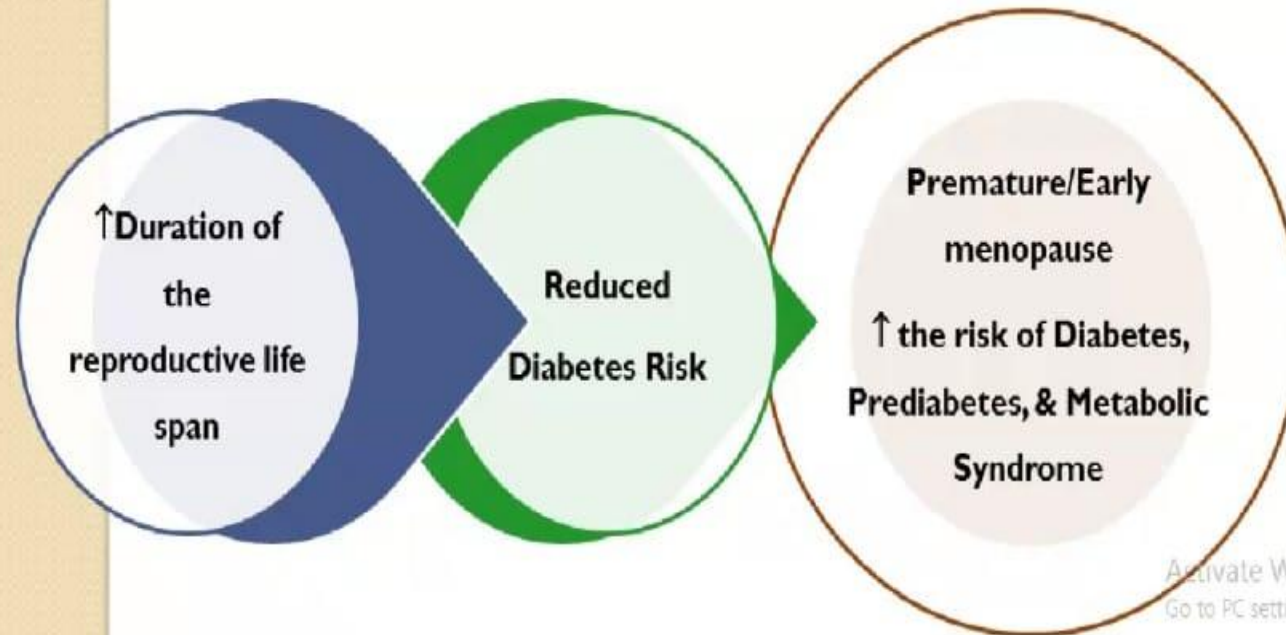 ↑Duration of
the
reproductive life
span
Reduced
Diabetes Risk
Premature/Early
menopause
↑ the risk of Diabetes,
Prediabetes, & Metabolic
Syndrome
Activate W
Go to PC setti